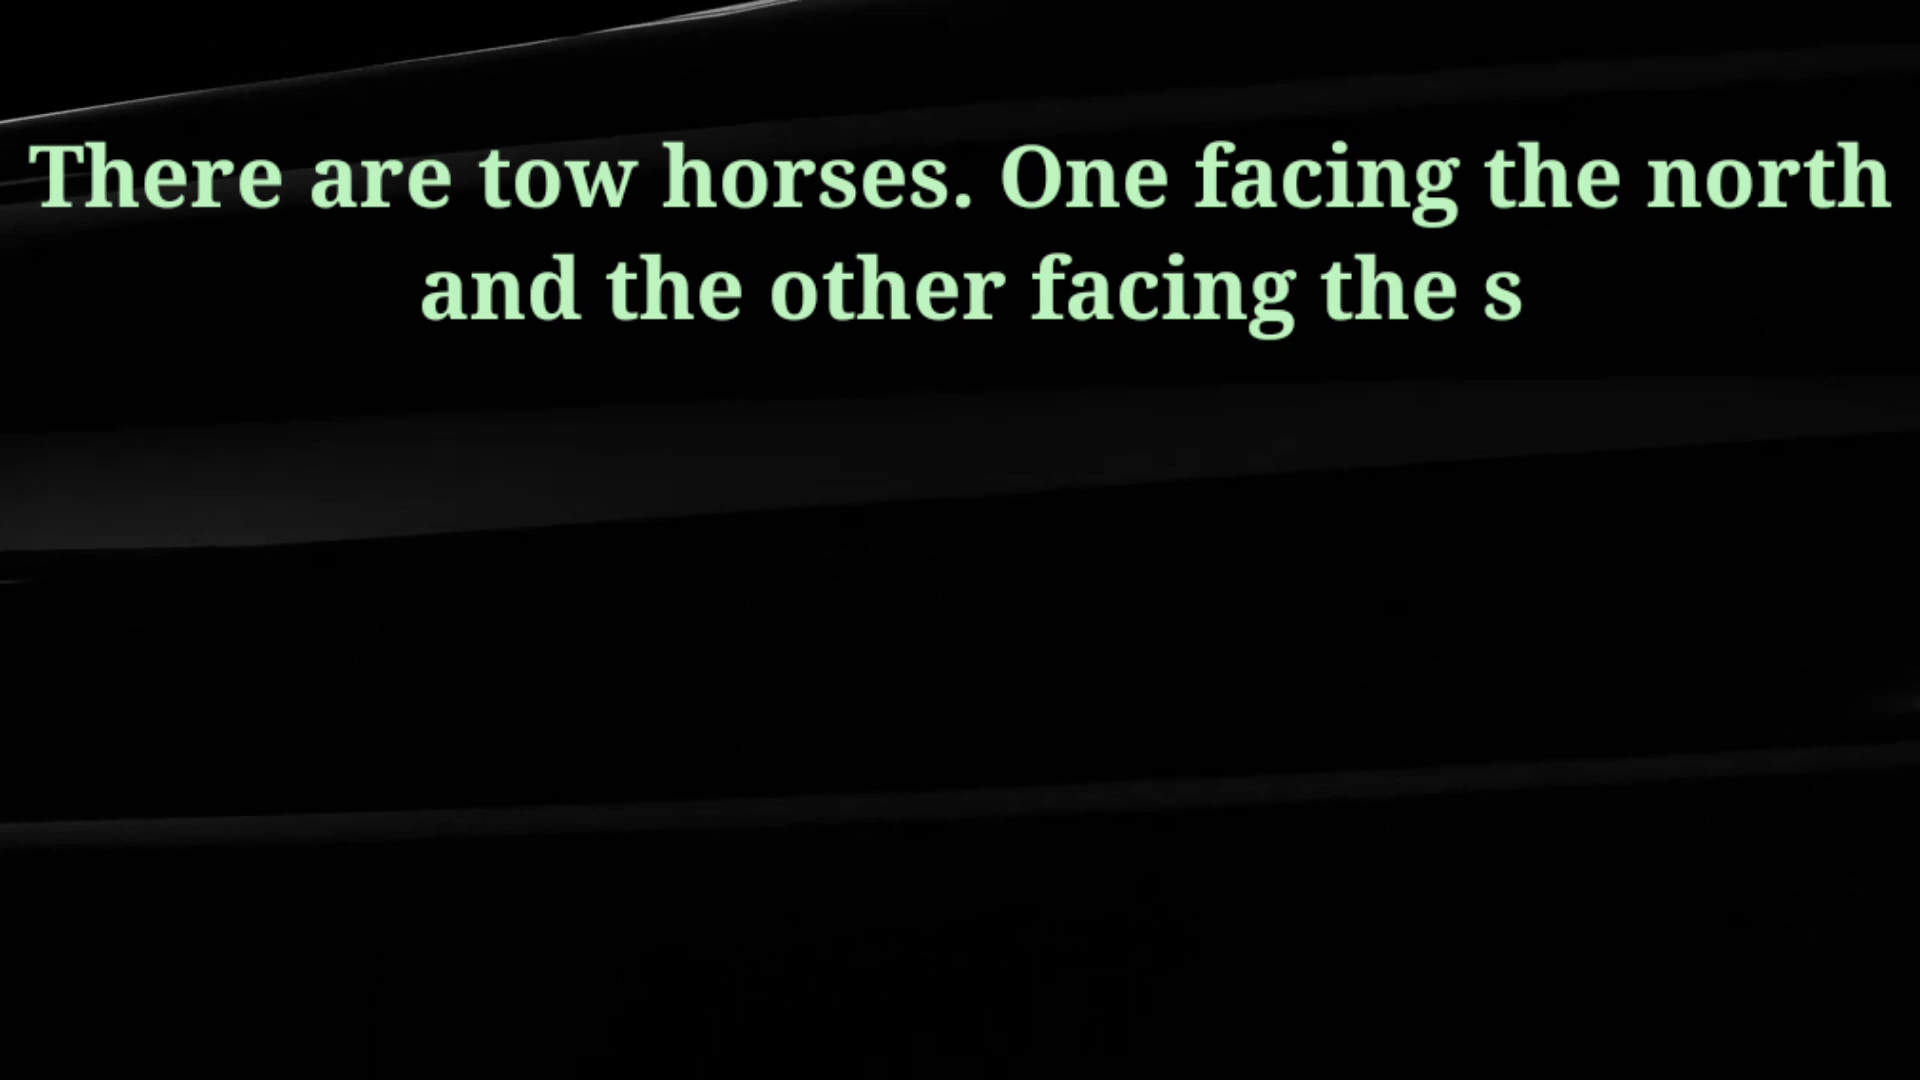 There are tow horses. One facing the north
and the other facing the s